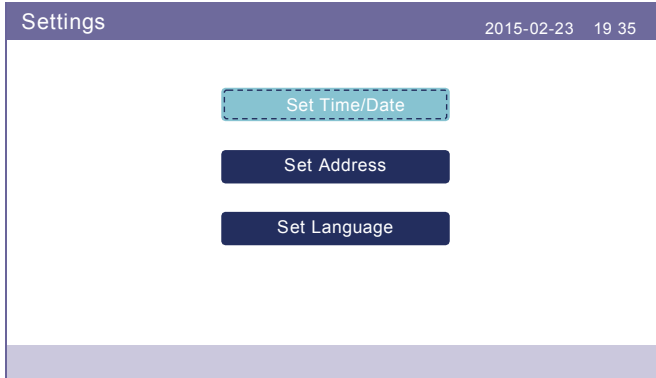 Settings
2015-02-23 19 35
Set Time/Date
Set Address
Set Language